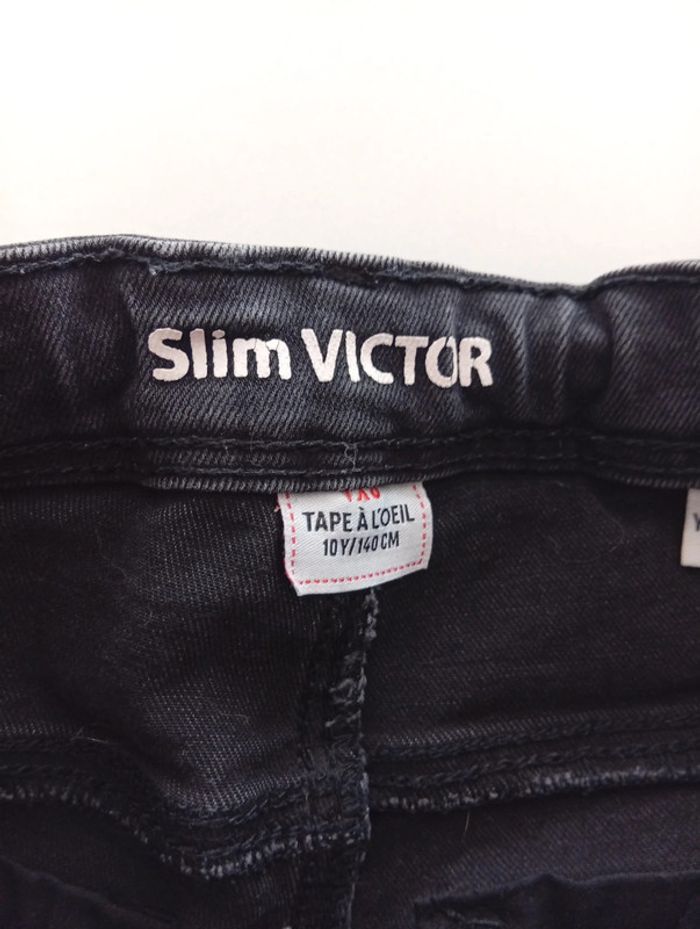 Slim VICTOR
TAPE À L'OEIL
10Y/140CM